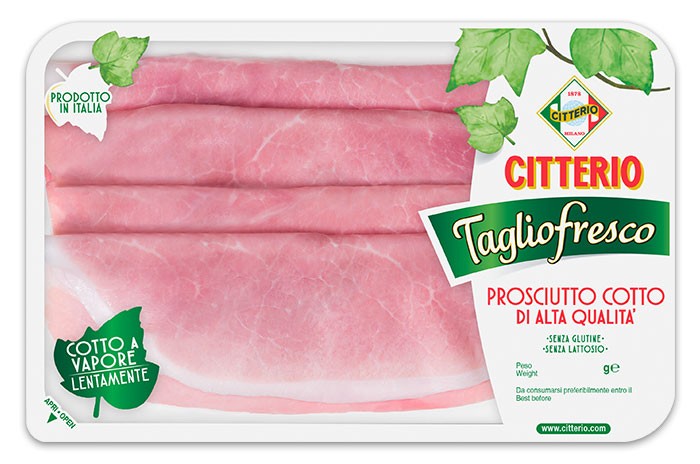 PRODOTTO
IN ITALIA
1878
CITTERIO
MILANO
CITTERIO
Tagliofresco
PROSCIUTTO COTTO
DI ALTA QUALITA'
•SENZA GLUTINE•
•SENZA LATTOSIO•
Peso
Weight
g℮
Da consumarsi preferibilmente entro il
Best before
COTTO A
VAPORE
LENTAMENTE
APRI • OPEN
www.citterio.com